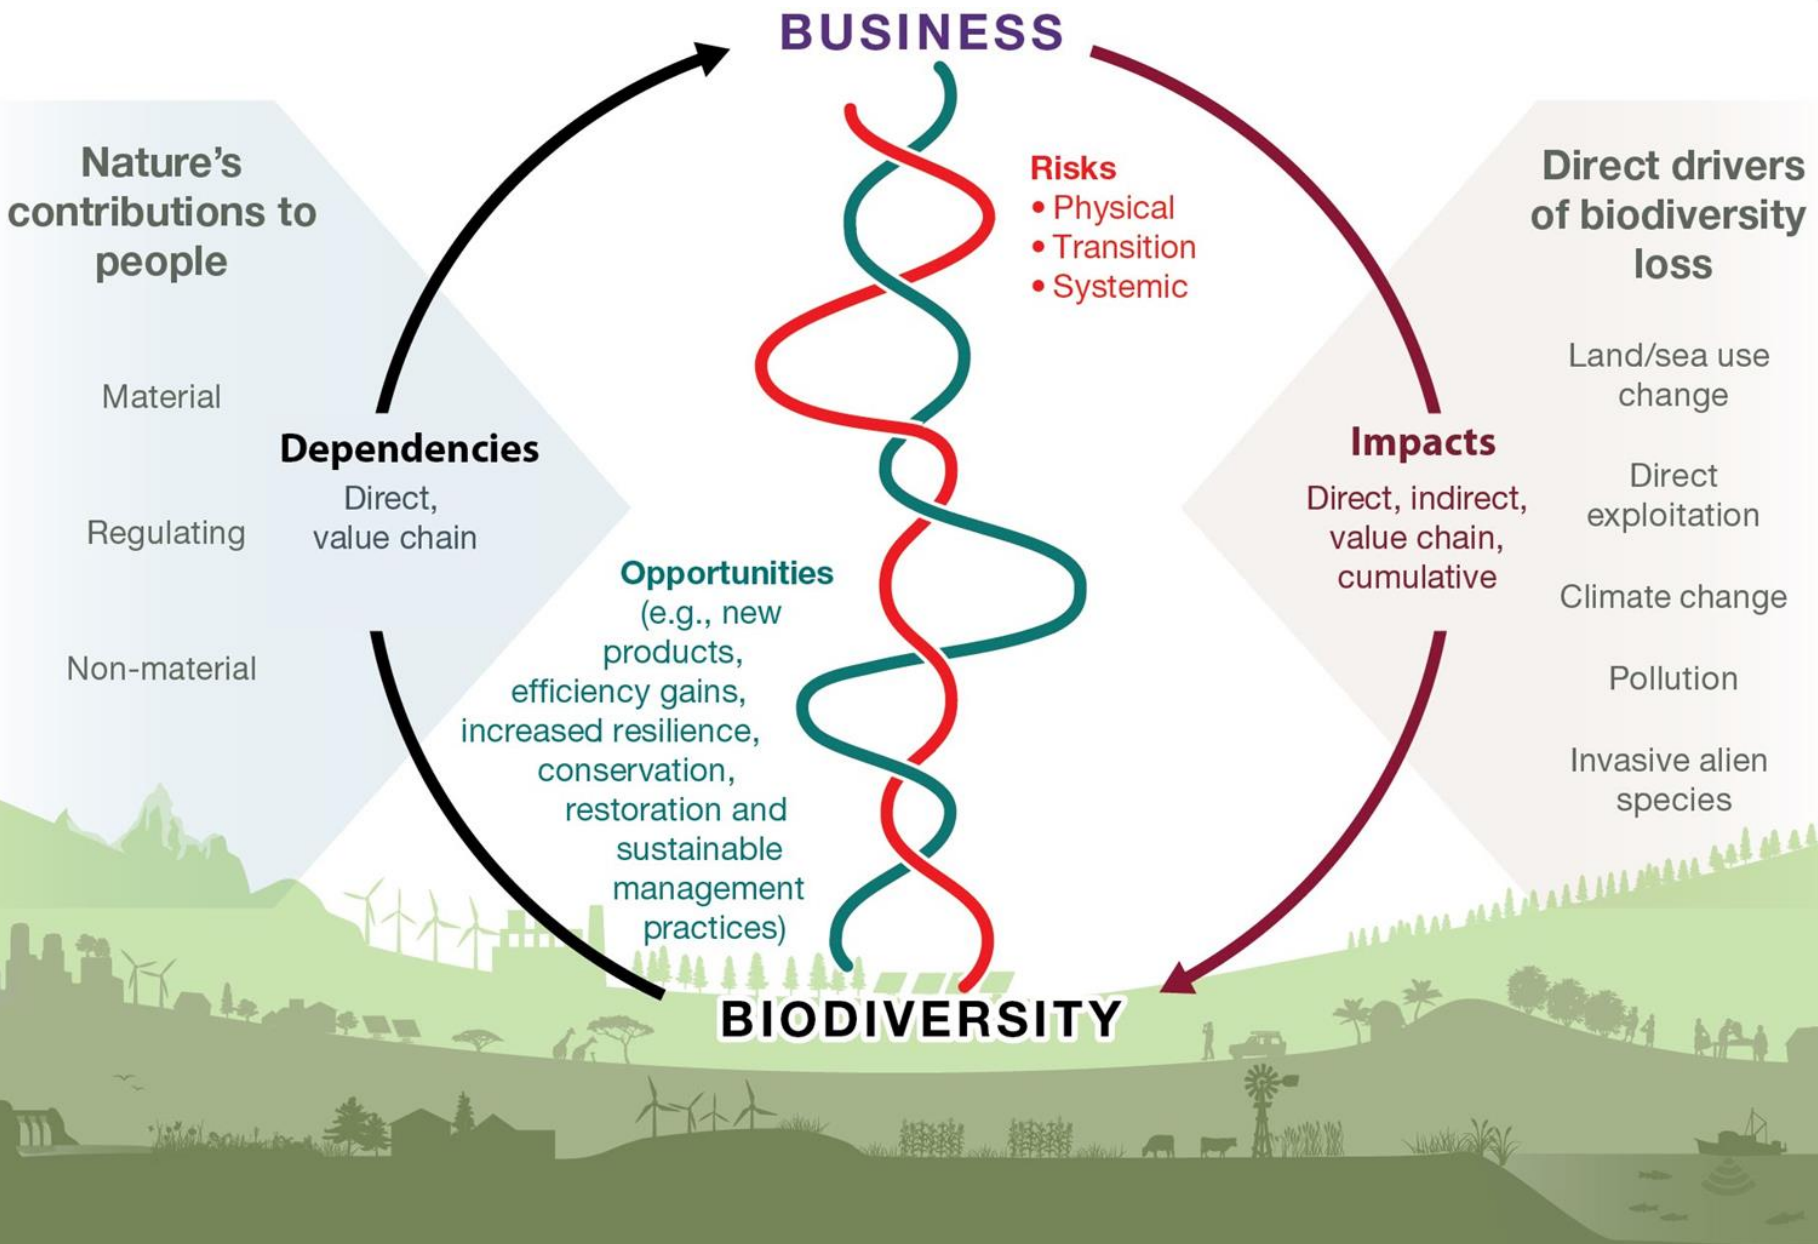 BUSINESS
Nature’s
contributions to
people
Material
Regulating
Non-material
Dependencies
Direct,
value chain
Risks
• Physical
• Transition
• Systemic
Opportunities
(e.g., new
products,
efficiency gains,
increased resilience,
conservation,
restoration and
sustainable
management
practices)
Impacts
Direct, indirect,
value chain,
cumulative
Direct drivers
of biodiversity
loss
Land/sea use
change
Direct
exploitation
Climate change
Pollution
Invasive alien
species
BIODIVERSITY